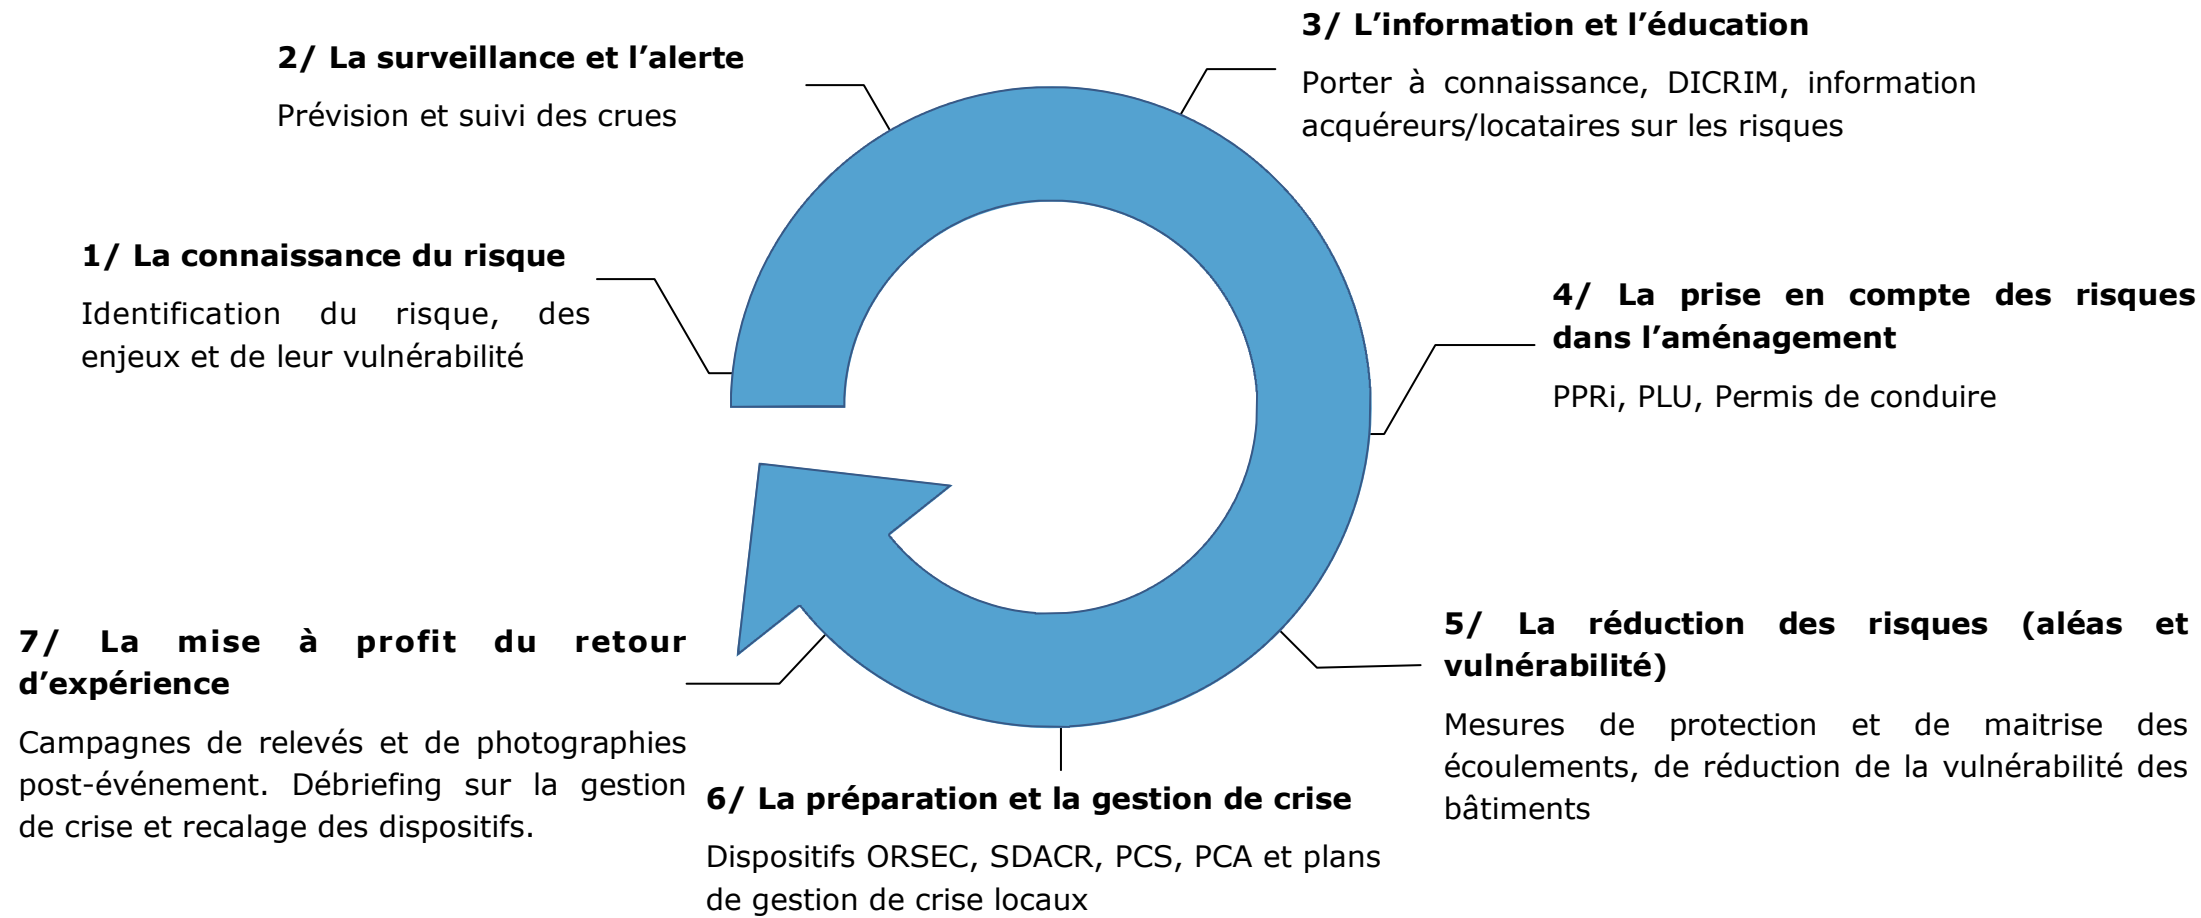 1/ La connaissance du risque
Identification du risque, des
enjeux et de leur vulnérabilité
2/ La surveillance et l’alerte
Prévision et suivi des crues
3/ L’information et l’éducation
Porter à connaissance, DICRIM, information
acquéreurs/locataires sur les risques
4/ La prise en compte des risques
dans l’aménagement
PPRi, PLU, Permis de conduire
5/ La réduction des risques (aléas et
vulnérabilité)
Mesures de protection et de maitrise des
écoulements, de réduction de la vulnérabilité des
bâtiments
6/ La préparation et la gestion de crise
Dispositifs ORSEC, SDACR, PCS, PCA et plans
de gestion de crise locaux
7/ La mise à profit du retour
d’expérience
Campagnes de relevés et de photographies
post-événement. Débriefing sur la gestion
de crise et recalage des dispositifs.